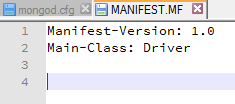 mongod.cfg MANIFEST.MF
1 Manifest-Version: 1.0
2 Main-Class: Driver
3
4